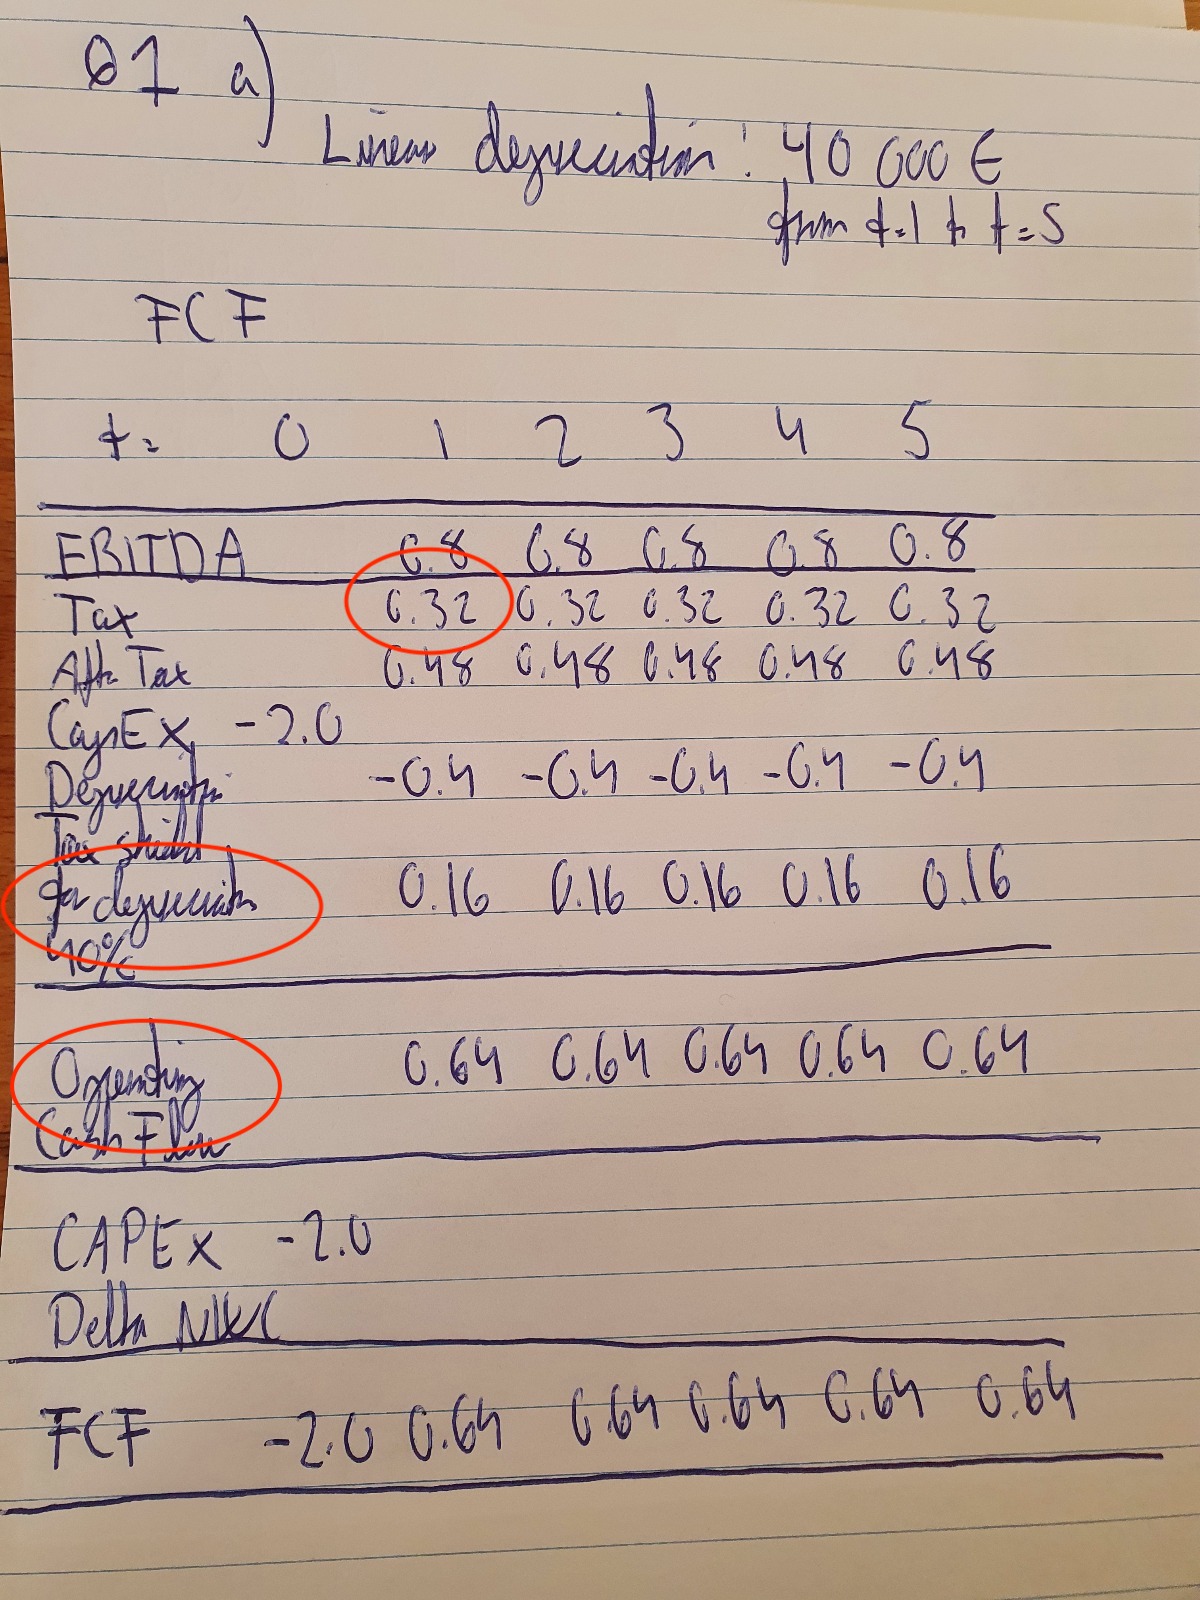 Q1 a)
Linear depreciation: 40 000 €
from t=1 to t=5
FCF
t= 0 1 2 3 4 5
EBITDA 0.8 0.8 0.8 0.8 0.8
Tax 0.32 0.32 0.32 0.32 0.32
After Tax 0.48 0.48 0.48 0.48 0.48
CapEx -2.0
Depreciation -0.4 -0.4 -0.4 -0.4 -0.4
Tax shield
for depreciation 0.16 0.16 0.16 0.16 0.16
40%
Operating 0.64 0.64 0.64 0.64 0.64
Cash Flow
CAPEx -2.0
Delta NWC
FCF -2.0 0.64 0.64 0.64 0.64 0.64